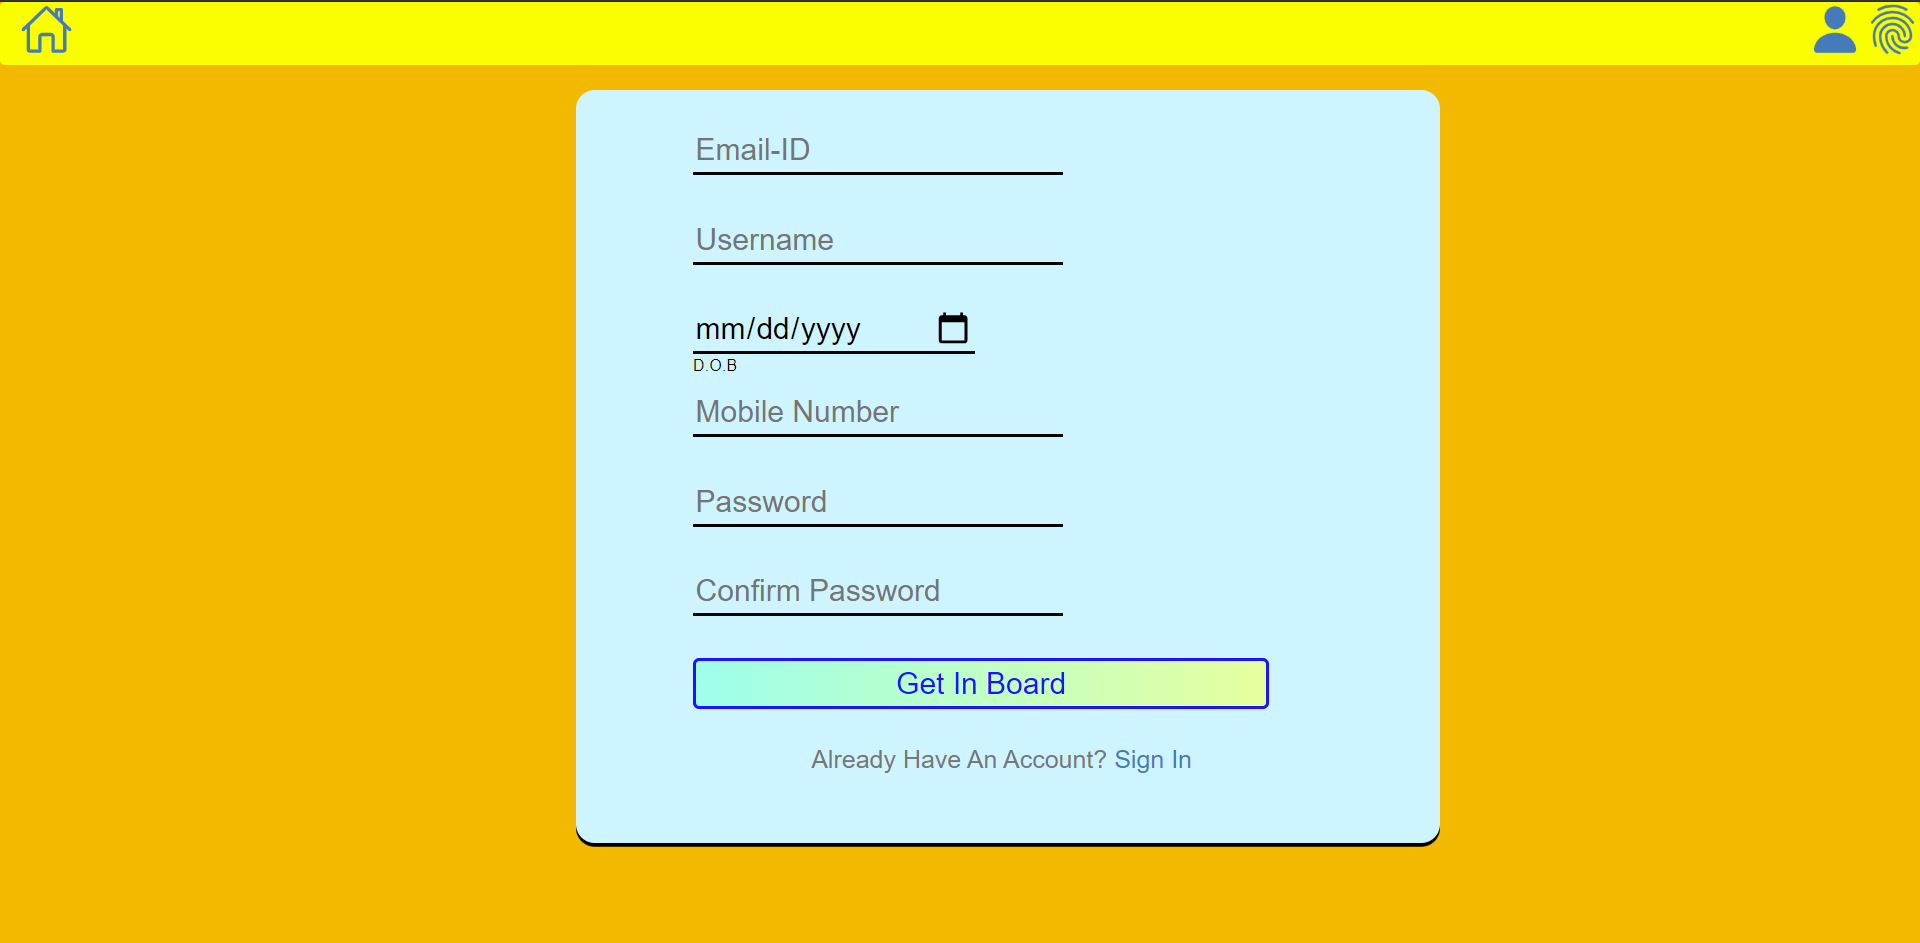 Email-ID
Username
mm/dd/yyyy
D.O.B
Mobile Number
Password
Confirm Password
Get In Board
Already Have An Account? Sign In